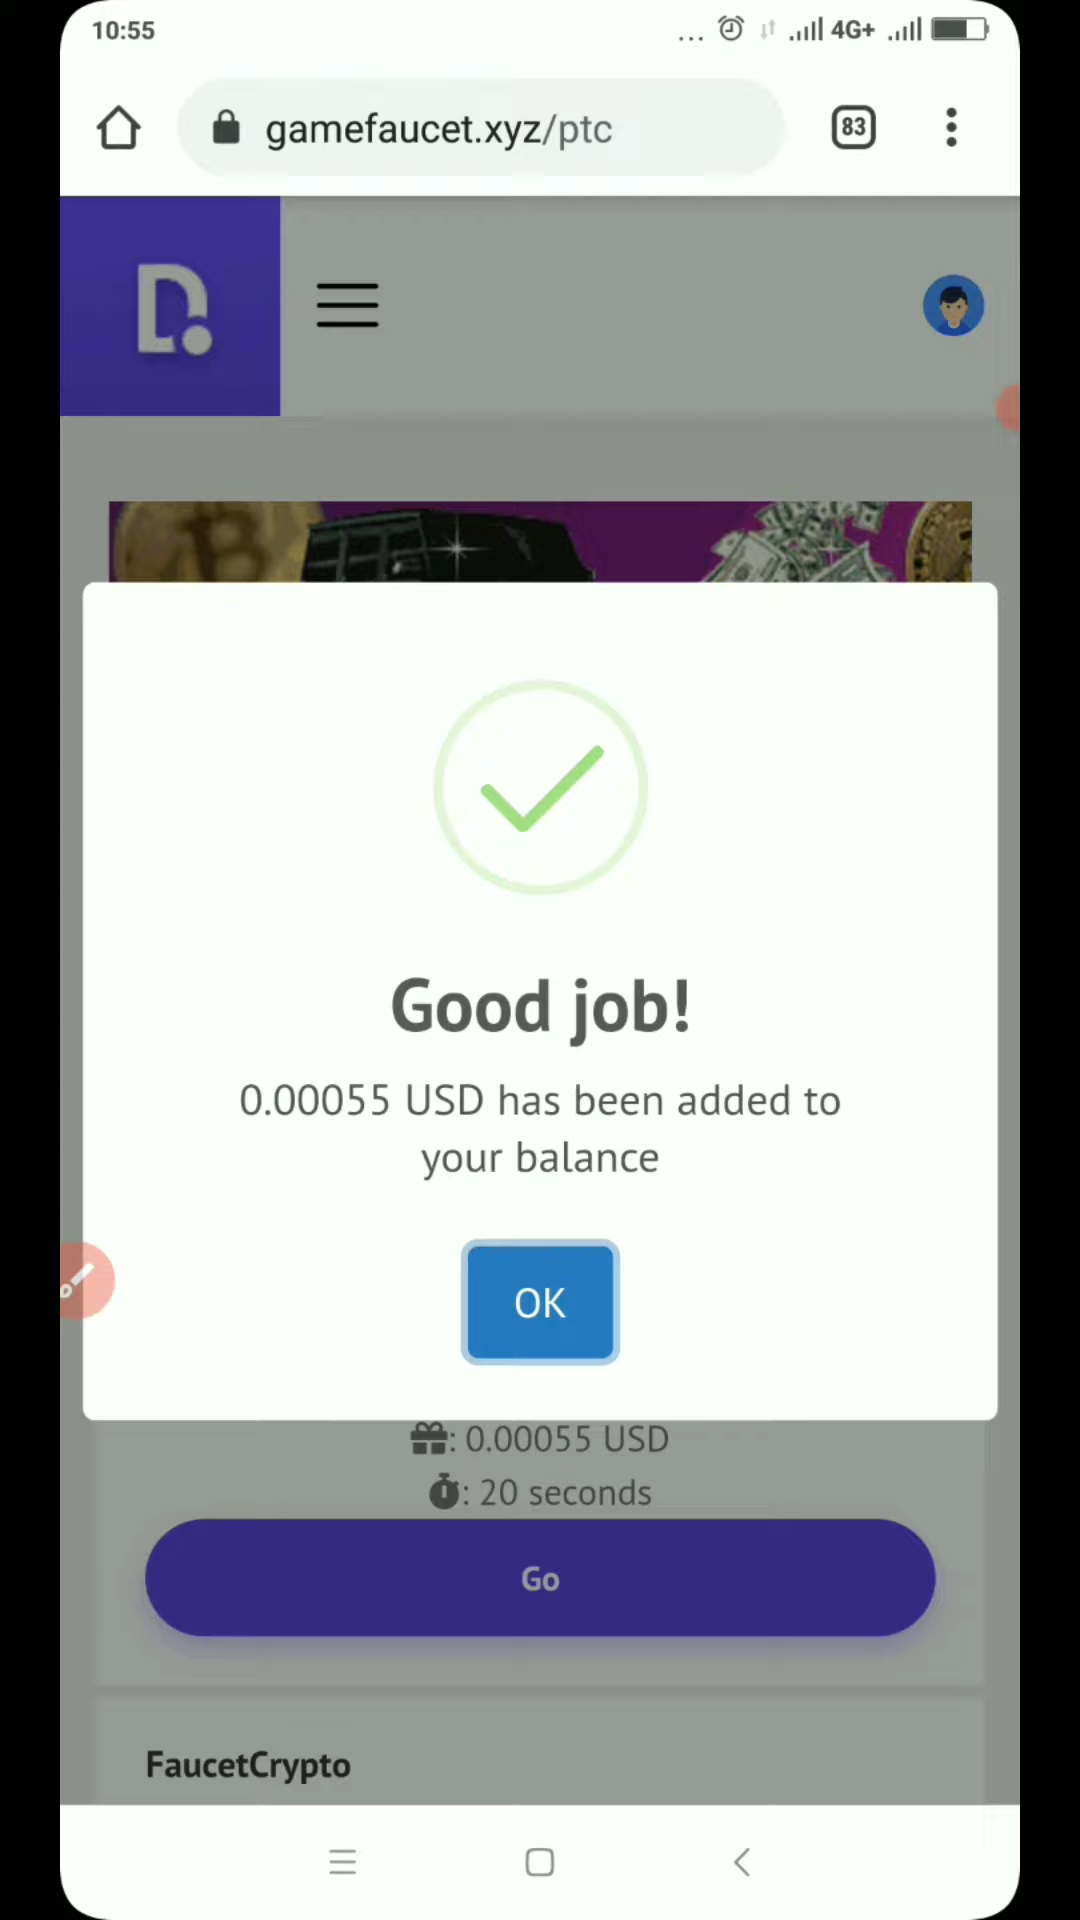 10:55
... 4G+
gamefaucet.xyz/ptc
83
D.
Good job!
0.00055 USD has been added to
your balance
OK
: 0.00055 USD
: 20 seconds
Go
FaucetCrypto